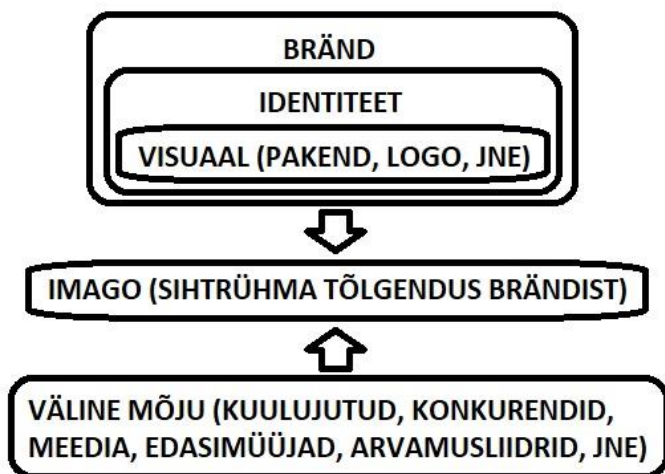 BRÄND
IDENTITEET
VISUAAL (PAKEND, LOGO, JNE)
IMAGO (SIHTRÜHMA TÕLGENDUS BRÄNDIST)
VÄLINE MÕJU (KUULUJUTUD, KONKURENDID,
MEEDIA, EDASIMÜÜJAD, ARVAMUSLIIDRID, JNE)